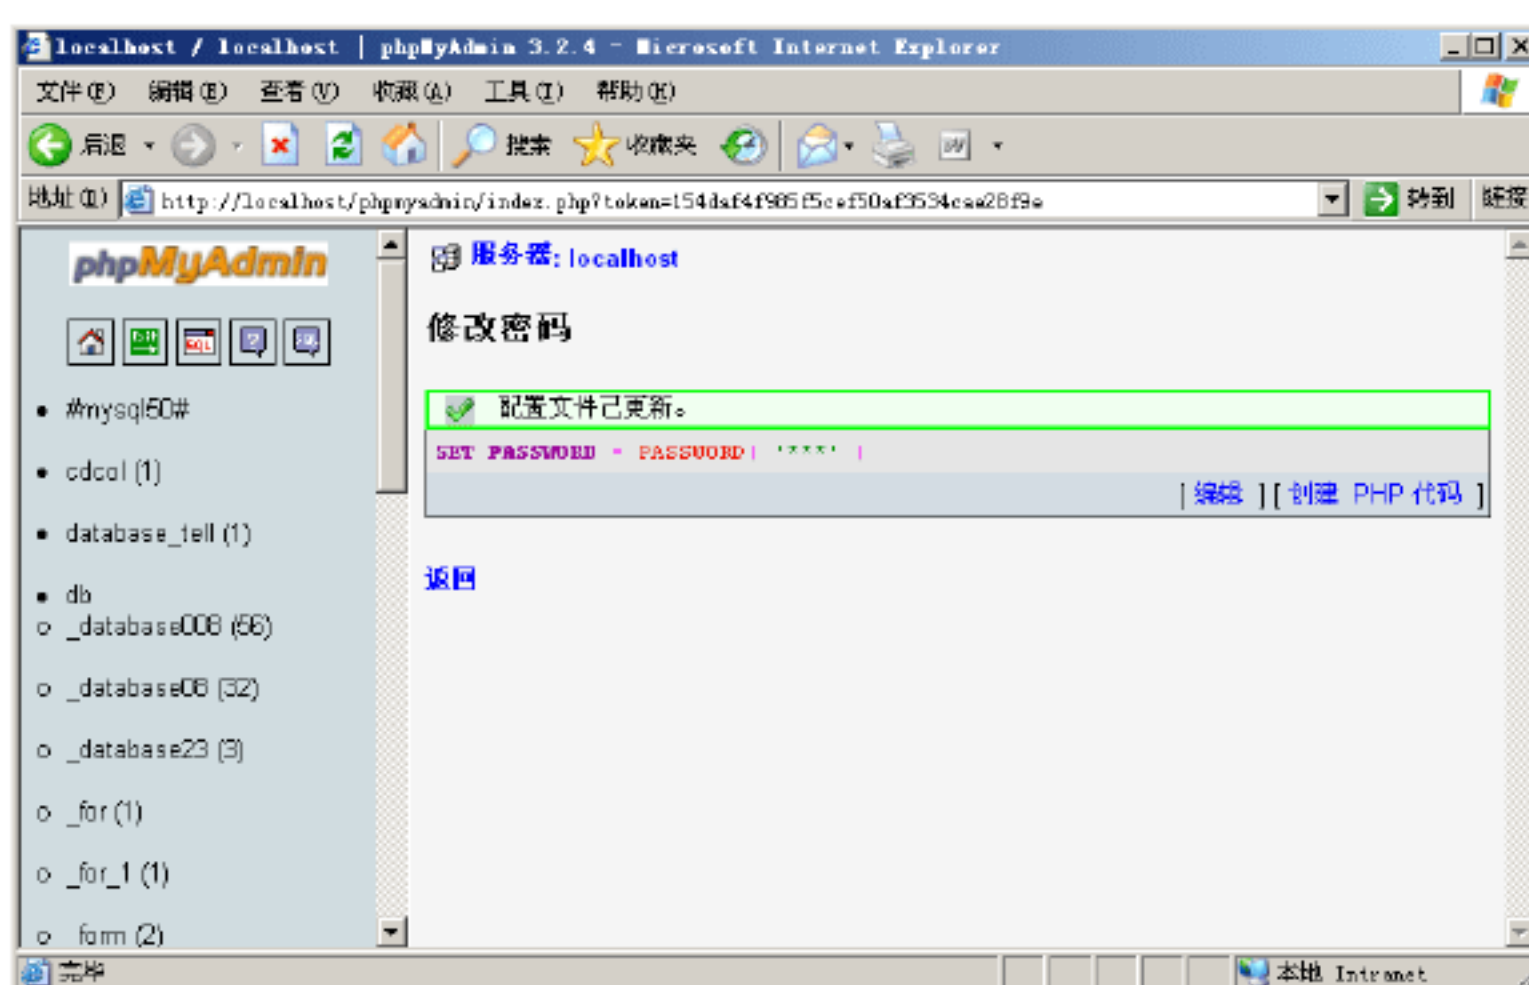 localhost / localhost | phpMyAdmin 3.2.4 - Microsoft Internet Explorer
文件(F) 编辑(E) 查看(V) 收藏(A) 工具(T) 帮助(H)
后退 搜索 收藏夹
地址(D) http://localhost/phpmyadmin/index.php?token=154daf4f985f5cef50af3534cae28f9e 转到 链接
phpMyAdmin
服务器: localhost
修改密码
SQL
#mysql50#
配置文件已更新。
SET PASSWORD = PASSWORD( '***' )
cdcol (1)
[ 编辑 ] [ 创建 PHP 代码 ]
database_tell (1)
返回
db
_database008 (56)
_database08 (32)
_database23 (3)
_for (1)
_for_1 (1)
_form (2)
完毕 本地 Intranet